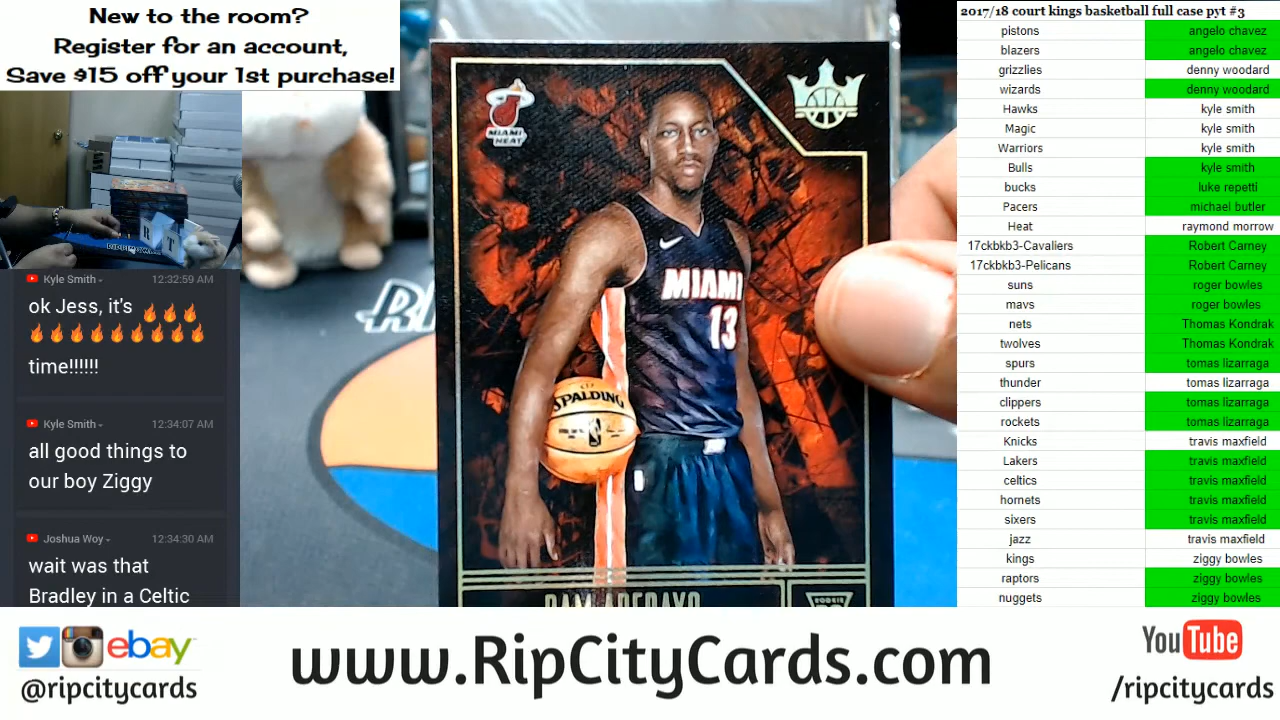 New to the room?
Register for an account,
Save $15 off your 1st purchase!
R T
Kyle Smith 12:32:59 AM
ok Jess, it's 🔥🔥🔥
🔥🔥🔥🔥🔥🔥🔥🔥🔥
time!!!!!!
Kyle Smith 12:34:07 AM
all good things to
our boy Ziggy
Joshua Woy 12:34:30 AM
wait was that
Bradley in a Celtic
MIAMI
HEAT
MIAMI
13
SPALDING
BAM ADEBAYO
ROOKIE
2017/18 court kings basketball full case pyt #3
pistons angelo chavez
blazers angelo chavez
grizzlies denny woodard
wizards denny woodard
Hawks kyle smith
Magic kyle smith
Warriors kyle smith
Bulls kyle smith
bucks luke repetti
Pacers michael butler
Heat raymond morrow
17ckbkb3-Cavaliers Robert Carney
17ckbkb3-Pelicans Robert Carney
suns roger bowles
mavs roger bowles
nets Thomas Kondrak
twolves Thomas Kondrak
spurs tomas lizarraga
thunder tomas lizarraga
clippers tomas lizarraga
rockets tomas lizarraga
Knicks travis maxfield
Lakers travis maxfield
celtics travis maxfield
hornets travis maxfield
sixers travis maxfield
jazz travis maxfield
kings ziggy bowles
raptors ziggy bowles
nuggets ziggy bowles
ebay
@ripcitycards
www.RipCityCards.com
YouTube
/ripcitycards